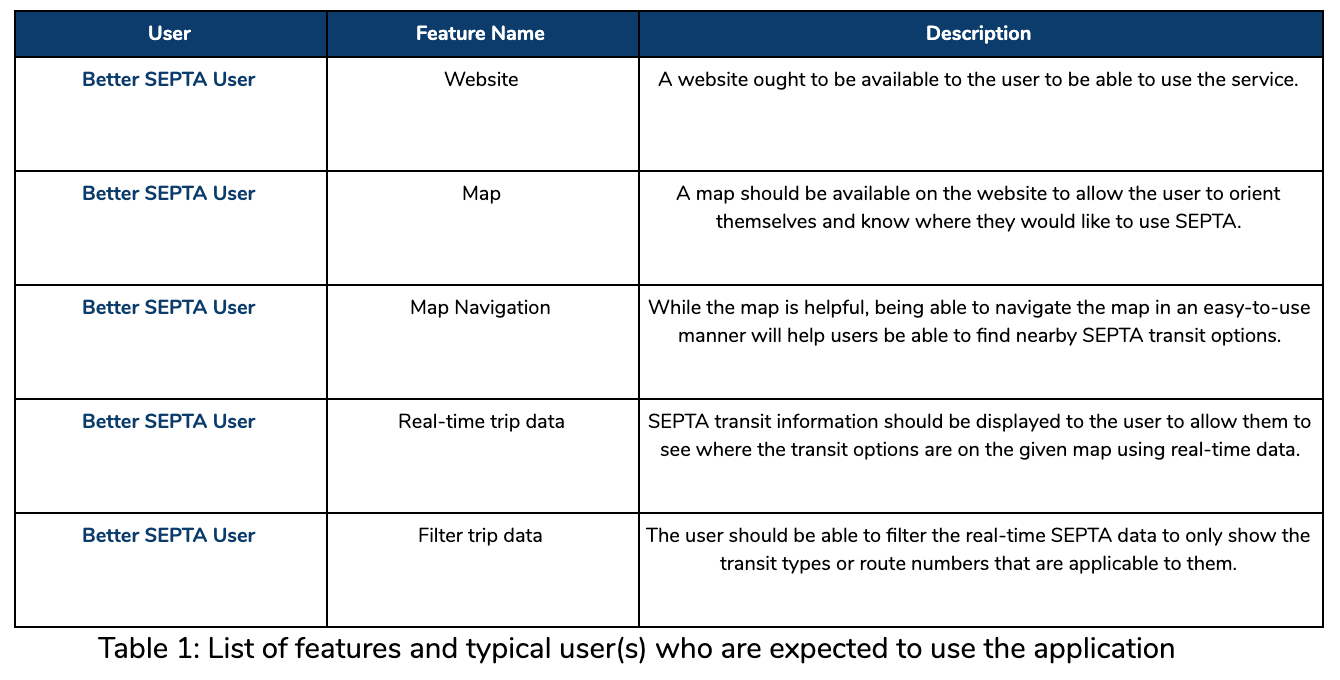 User Feature Name Description
Better SEPTA User Website A website ought to be available to the user to be able to use the service.
Better SEPTA User Map A map should be available on the website to allow the user to orient
themselves and know where they would like to use SEPTA.
Better SEPTA User Map Navigation While the map is helpful, being able to navigate the map in an easy-to-use
manner will help users be able to find nearby SEPTA transit options.
Better SEPTA User Real-time trip data SEPTA transit information should be displayed to the user to allow them to
see where the transit options are on the given map using real-time data.
Better SEPTA User Filter trip data The user should be able to filter the real-time SEPTA data to only show the
transit types or route numbers that are applicable to them.
Table 1: List of features and typical user(s) who are expected to use the application